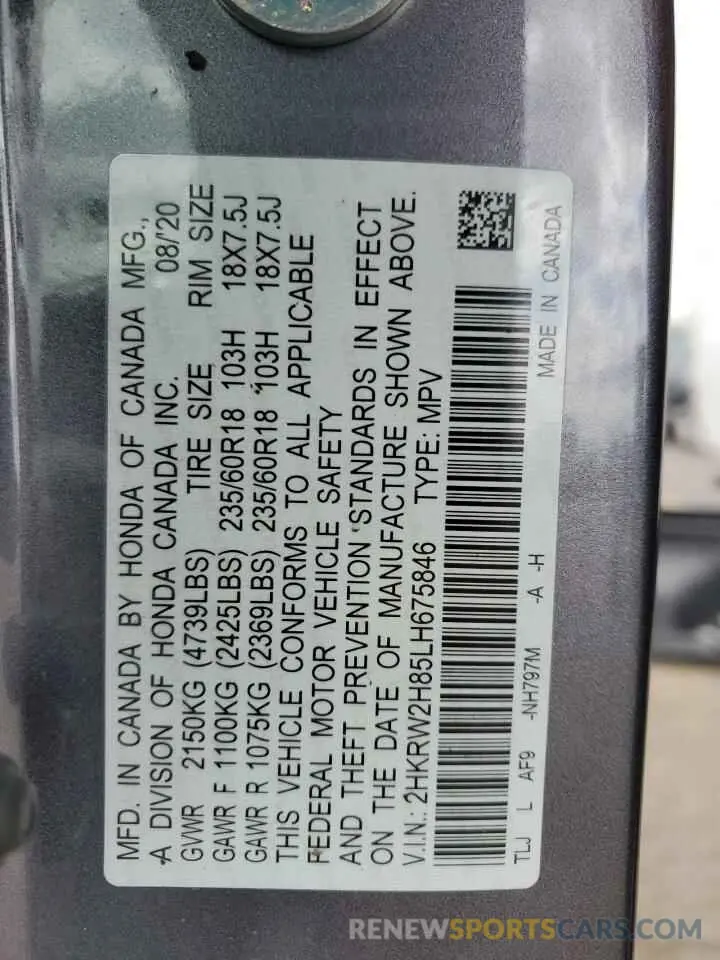 MFD. IN CANADA BY HONDA OF CANADA MFG.,
A DIVISION OF HONDA CANADA INC. 08/'20
GVWR 2150KG (4739LBS) TIRE SIZE RIM SIZE
GAWR F 1100KG (2425LBS) 235/60R18 103H 18X7.5J
GAWR R 1075KG (2369LBS) 235/60R18 103H 18X7.5J
THIS VEHICLE CONFORMS TO ALL APPLICABLE
FEDERAL MOTOR VEHICLE SAFETY
AND THEFT PREVENTION STANDARDS IN EFFECT
ON THE DATE OF MANUFACTURE SHOWN ABOVE.
V.I.N.: 2HKRW2H85LH675846 TYPE: MPV
TLJ L AF9 -NH797M -A -H
MADE IN CANADA
RENEWSPORTSCARS.COM